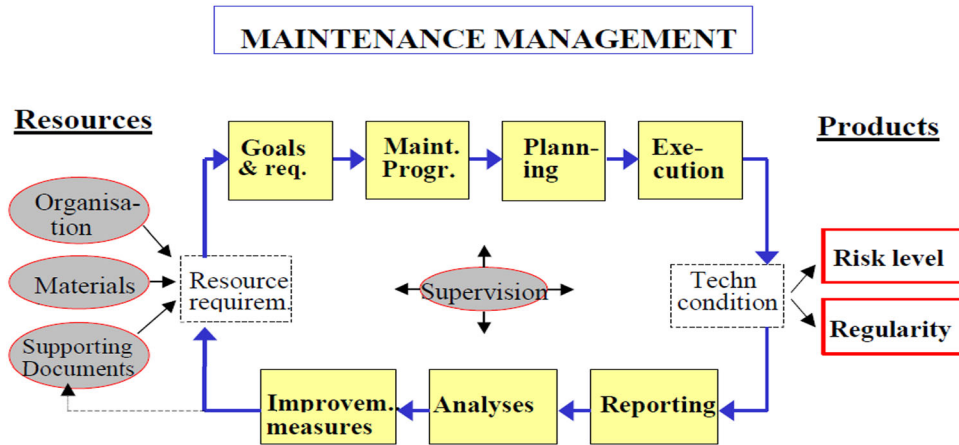 MAINTENANCE MANAGEMENT
Resources
Products
Goals
& req.
Maint.
Progr.
Plann-
ing
Exe-
cution
Organisa-
tion
Materials
Supporting
Documents
Resource
requirem.
Supervision
Techn
condition
Risk level
Regularity
Improvem..
measures
Analyses
Reporting